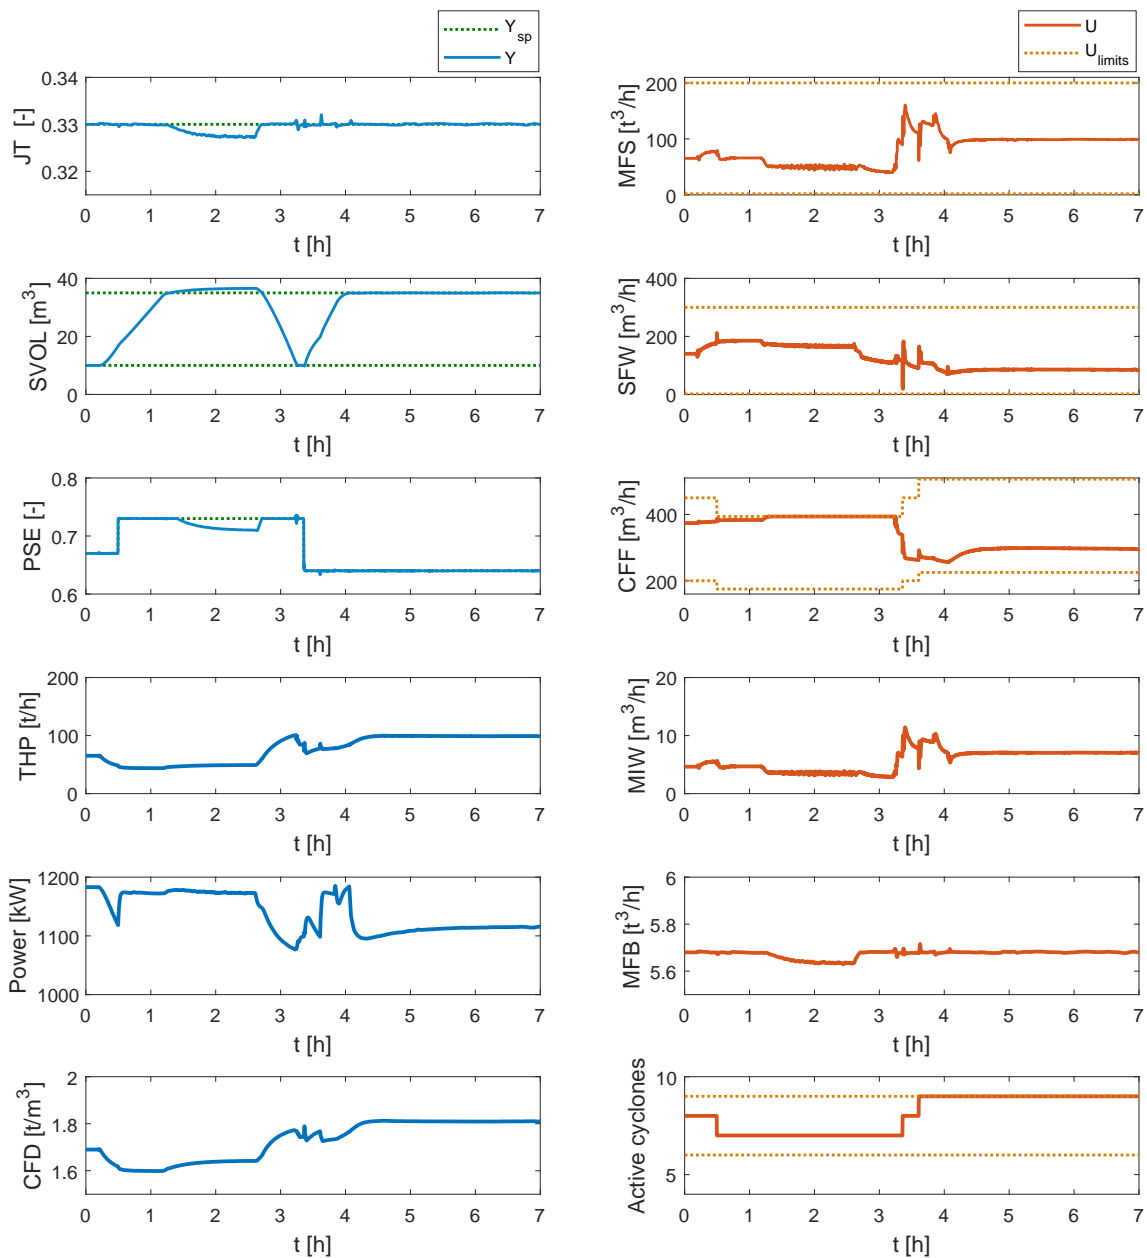 Y_sp
Y
U
U_limits
0.34
0.33
0.32
JT [-]
0 1 2 3 4 5 6 7
t [h]
200
100
0
MFS [t^3/h]
0 1 2 3 4 5 6 7
t [h]
40
20
0
SVOL [m^3]
0 1 2 3 4 5 6 7
t [h]
400
200
0
SFW [m^3/h]
0 1 2 3 4 5 6 7
t [h]
0.8
0.7
0.6
PSE [-]
0 1 2 3 4 5 6 7
t [h]
400
200
CFF [m^3/h]
0 1 2 3 4 5 6 7
t [h]
200
100
0
THP [t/h]
0 1 2 3 4 5 6 7
t [h]
20
10
0
MIW [m^3/h]
0 1 2 3 4 5 6 7
t [h]
1200
1100
1000
Power [kW]
0 1 2 3 4 5 6 7
t [h]
6
5.8
5.6
MFB [t^3/h]
0 1 2 3 4 5 6 7
t [h]
2
1.8
1.6
CFD [t/m^3]
0 1 2 3 4 5 6 7
t [h]
10
5
Active cyclones
0 1 2 3 4 5 6 7
t [h]